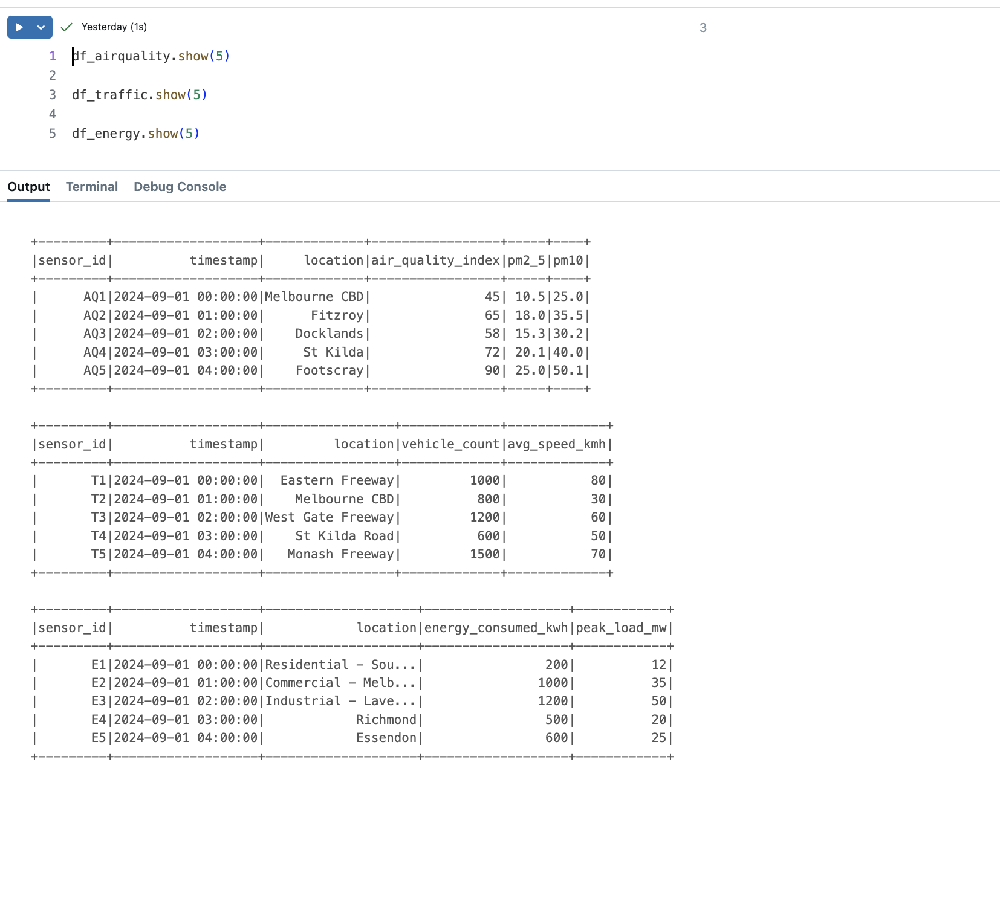 Yesterday (1s)
3
1 df_airquality.show(5)
2
3 df_traffic.show(5)
4
5 df_energy.show(5)
Output Terminal Debug Console
+---------+-------------------+-------------+-----------------+-----+----+
|sensor_id|          timestamp|     location|air_quality_index|pm2_5|pm10|
+---------+-------------------+-------------+-----------------+-----+----+
|      AQ1|2024-09-01 00:00:00|Melbourne CBD|               45| 10.5|25.0|
|      AQ2|2024-09-01 01:00:00|      Fitzroy|               65| 18.0|35.5|
|      AQ3|2024-09-01 02:00:00|    Docklands|               58| 15.3|30.2|
|      AQ4|2024-09-01 03:00:00|     St Kilda|               72| 20.1|40.0|
|      AQ5|2024-09-01 04:00:00|    Footscray|               90| 25.0|50.1|
+---------+-------------------+-------------+-----------------+-----+----+
+---------+-------------------+-----------------+-------------+-------------+
|sensor_id|          timestamp|         location|vehicle_count|avg_speed_kmh|
+---------+-------------------+-----------------+-------------+-------------+
|       T1|2024-09-01 00:00:00|  Eastern Freeway|         1000|           80|
|       T2|2024-09-01 01:00:00|    Melbourne CBD|          800|           30|
|       T3|2024-09-01 02:00:00|West Gate Freeway|         1200|           60|
|       T4|2024-09-01 03:00:00|    St Kilda Road|          600|           50|
|       T5|2024-09-01 04:00:00|   Monash Freeway|         1500|           70|
+---------+-------------------+-----------------+-------------+-------------+
+---------+-------------------+--------------------+-------------------+------------+
|sensor_id|          timestamp|            location|energy_consumed_kwh|peak_load_mw|
+---------+-------------------+--------------------+-------------------+------------+
|       E1|2024-09-01 00:00:00|Residential - Sou...|                200|          12|
|       E2|2024-09-01 01:00:00|Commercial - Melb...|               1000|          35|
|       E3|2024-09-01 02:00:00|Industrial - Lave...|               1200|          50|
|       E4|2024-09-01 03:00:00|            Richmond|                500|          20|
|       E5|2024-09-01 04:00:00|            Essendon|                600|          25|
+---------+-------------------+--------------------+-------------------+------------+